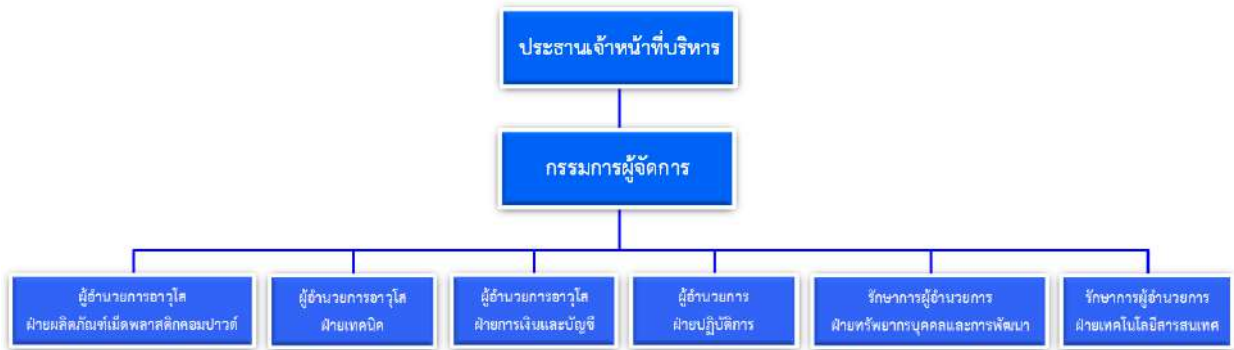 ประธานเจ้าหน้าที่บริหาร
กรรมการผู้จัดการ
ผู้อำนวยการอาวุโส
ฝ่ายผลิตภัณฑ์เม็ดพลาสติกคอมปาวด์
ผู้อำนวยการอาวุโส
ฝ่ายเทคนิค
ผู้อำนวยการอาวุโส
ฝ่ายการเงินและบัญชี
ผู้อำนวยการ
ฝ่ายปฏิบัติการ
รักษาการผู้อำนวยการ
ฝ่ายทรัพยากรบุคคลและการพัฒนา
รักษาการผู้อำนวยการ
ฝ่ายเทคโนโลยีสารสนเทศ